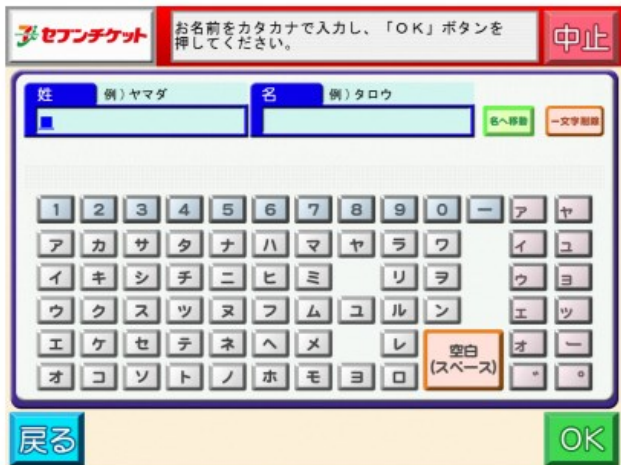 セブンチケット
お名前をカタカナで入力し、「OK」ボタンを
押してください。
中止
姓 例)ヤマダ 名 例)タロウ
名へ移動 一文字削除
1 2 3 4 5 6 7 8 9 0 ー ァ ャ
ア カ サ タ ナ ハ マ ヤ ラ ワ ィ ュ
イ キ シ チ ニ ヒ ミ リ ヲ ゥ ョ
ウ ク ス ツ ヌ フ ム ユ ル ン ェ ッ
エ ケ セ テ ネ ヘ メ レ 空白 ォ ー
オ コ ソ ト ノ ホ モ ヨ ロ (スペース) ゛ ゜
戻る OK